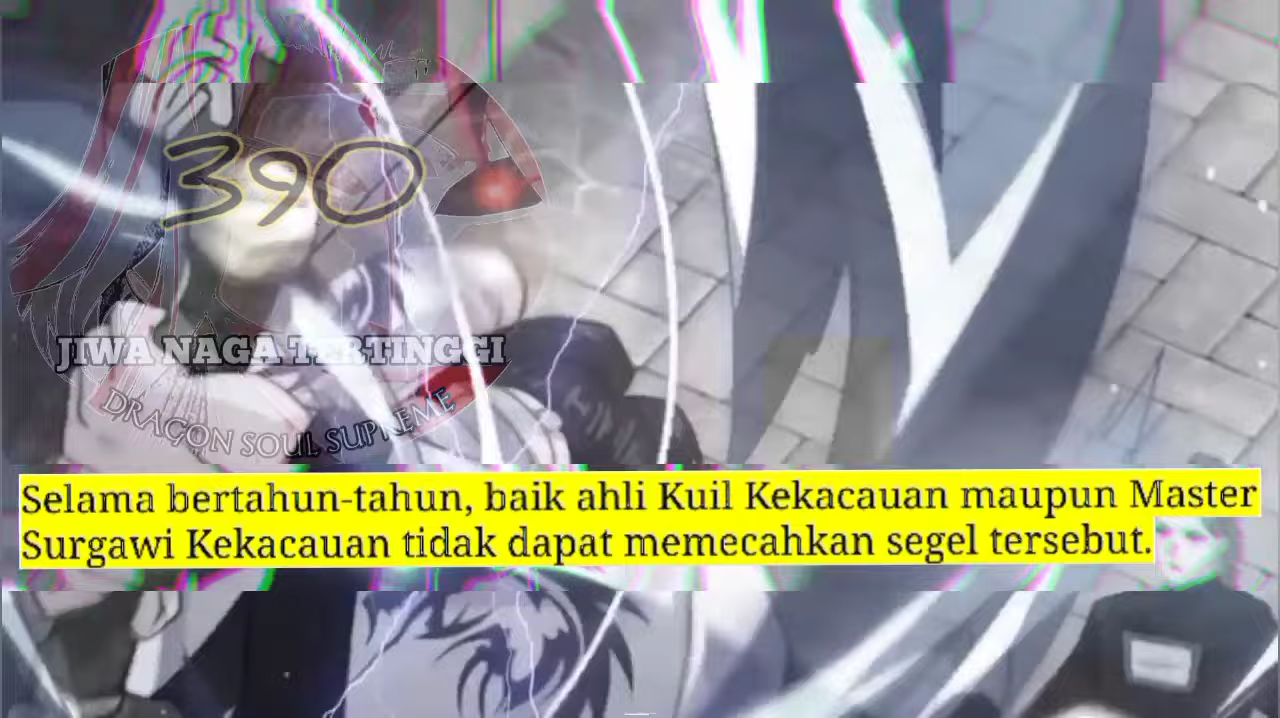 390
JIWA NAGA TERTINGGI
DRAGON SOUL SUPREME
Selama bertahun-tahun, baik ahli Kuil Kekacauan maupun Master
Surgawi Kekacauan tidak dapat memecahkan segel tersebut.